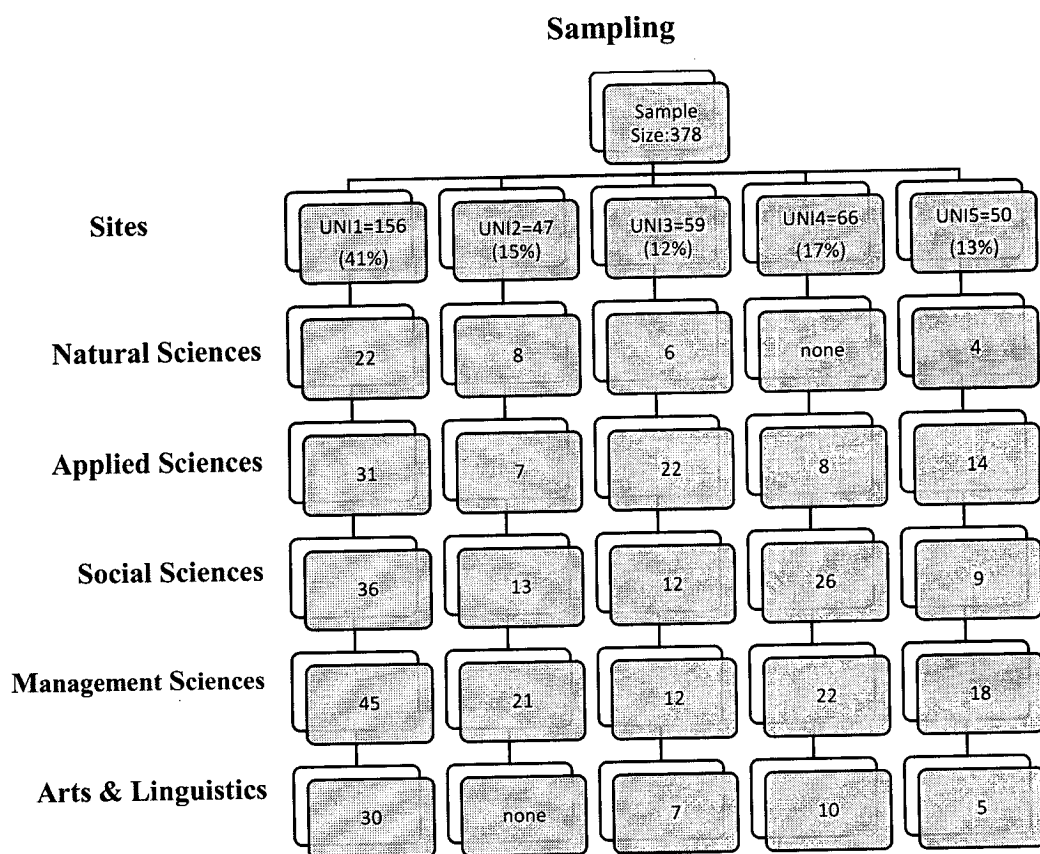 Sampling
Sample
Size:378
Sites
UNI1=156
(41%)
UNI2=47
(15%)
UNI3=59
(12%)
UNI4=66
(17%)
UNI5=50
(13%)
Natural Sciences
22
8
6
none
4
Applied Sciences
31
7
22
8
14
Social Sciences
36
13
12
26
9
Management Sciences
45
21
12
22
18
Arts & Linguistics
30
none
7
10
5